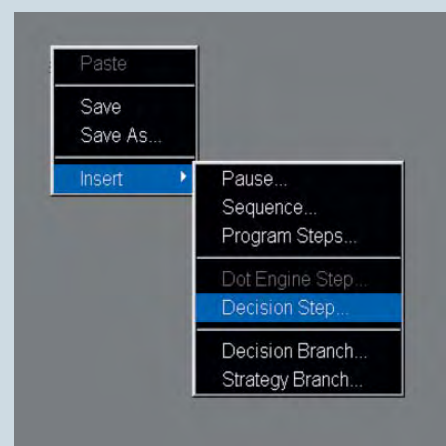 Paste
Save
Save As...
Insert
Pause...
Sequence...
Program Steps...
Dot Engine Step...
Decision Step...
Decision Branch...
Strategy Branch...